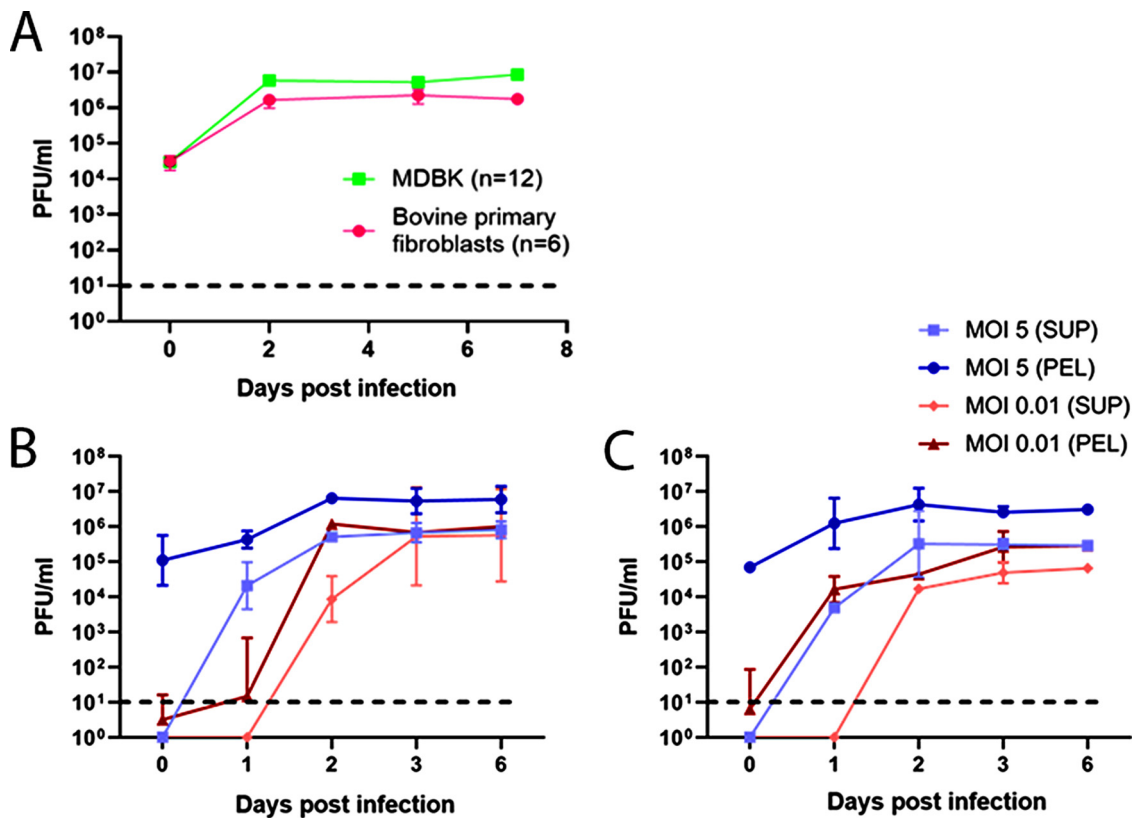 A
10⁸
10⁷
10⁶
10⁵
10⁴
10³
10²
10¹
10⁰
PFU/ml
MDBK (n=12)
Bovine primary
fibroblasts (n=6)
0 2 4 6 8
Days post infection
MOI 5 (SUP)
MOI 5 (PEL)
MOI 0.01 (SUP)
MOI 0.01 (PEL)
B
10⁸
10⁷
10⁶
10⁵
10⁴
10³
10²
10¹
10⁰
PFU/ml
0 1 2 3 6
Days post infection
C
10⁸
10⁷
10⁶
10⁵
10⁴
10³
10²
10¹
10⁰
PFU/ml
0 1 2 3 6
Days post infection